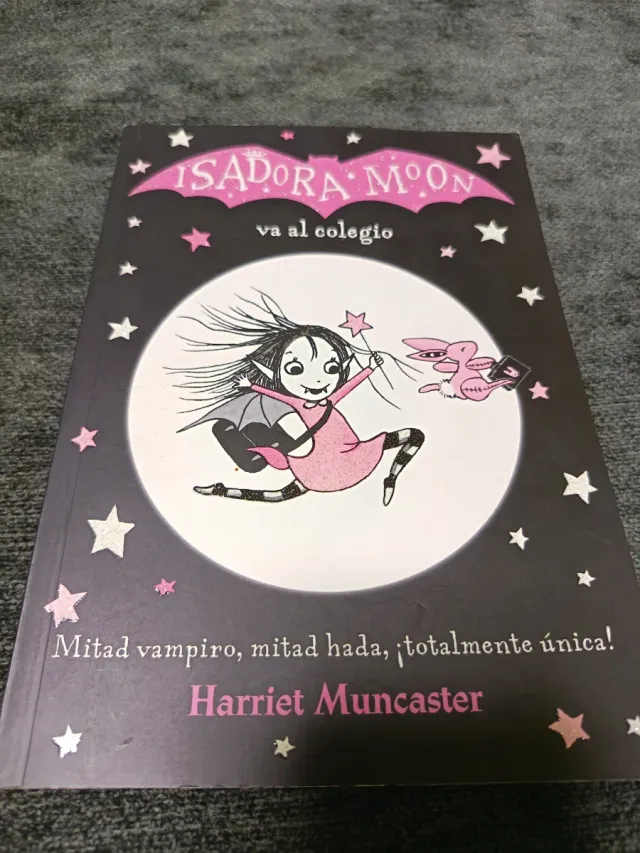 ISADORA MOON
va al colegio
Mitad vampiro, mitad hada, ¡totalmente única!
Harriet Muncaster